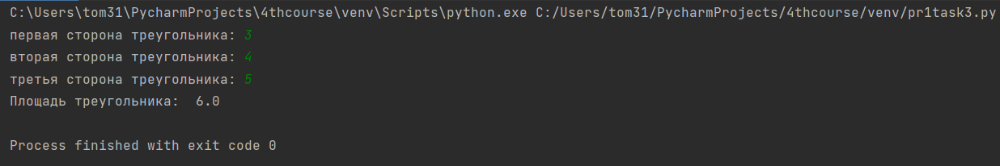 C:\Users\tom31\PycharmProjects\4thcourse\venv\Scripts\python.exe C:/Users/tom31/PycharmProjects/4thcourse/venv/pr1task3.py
первая сторона треугольника: 3
вторая сторона треугольника: 4
третья сторона треугольника: 5
Площадь треугольника:  6.0
Process finished with exit code 0